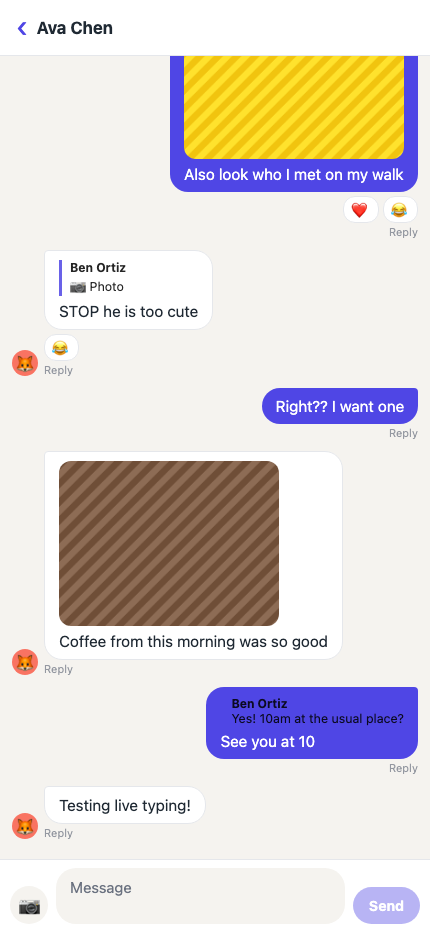 Ava Chen
Also look who I met on my walk
❤️ 😂
Reply
Ben Ortiz
📷 Photo
STOP he is too cute
😂
Reply
Right?? I want one
Reply
Coffee from this morning was so good
Reply
Ben Ortiz
Yes! 10am at the usual place?
See you at 10
Reply
Testing live typing!
Reply
Message
Send